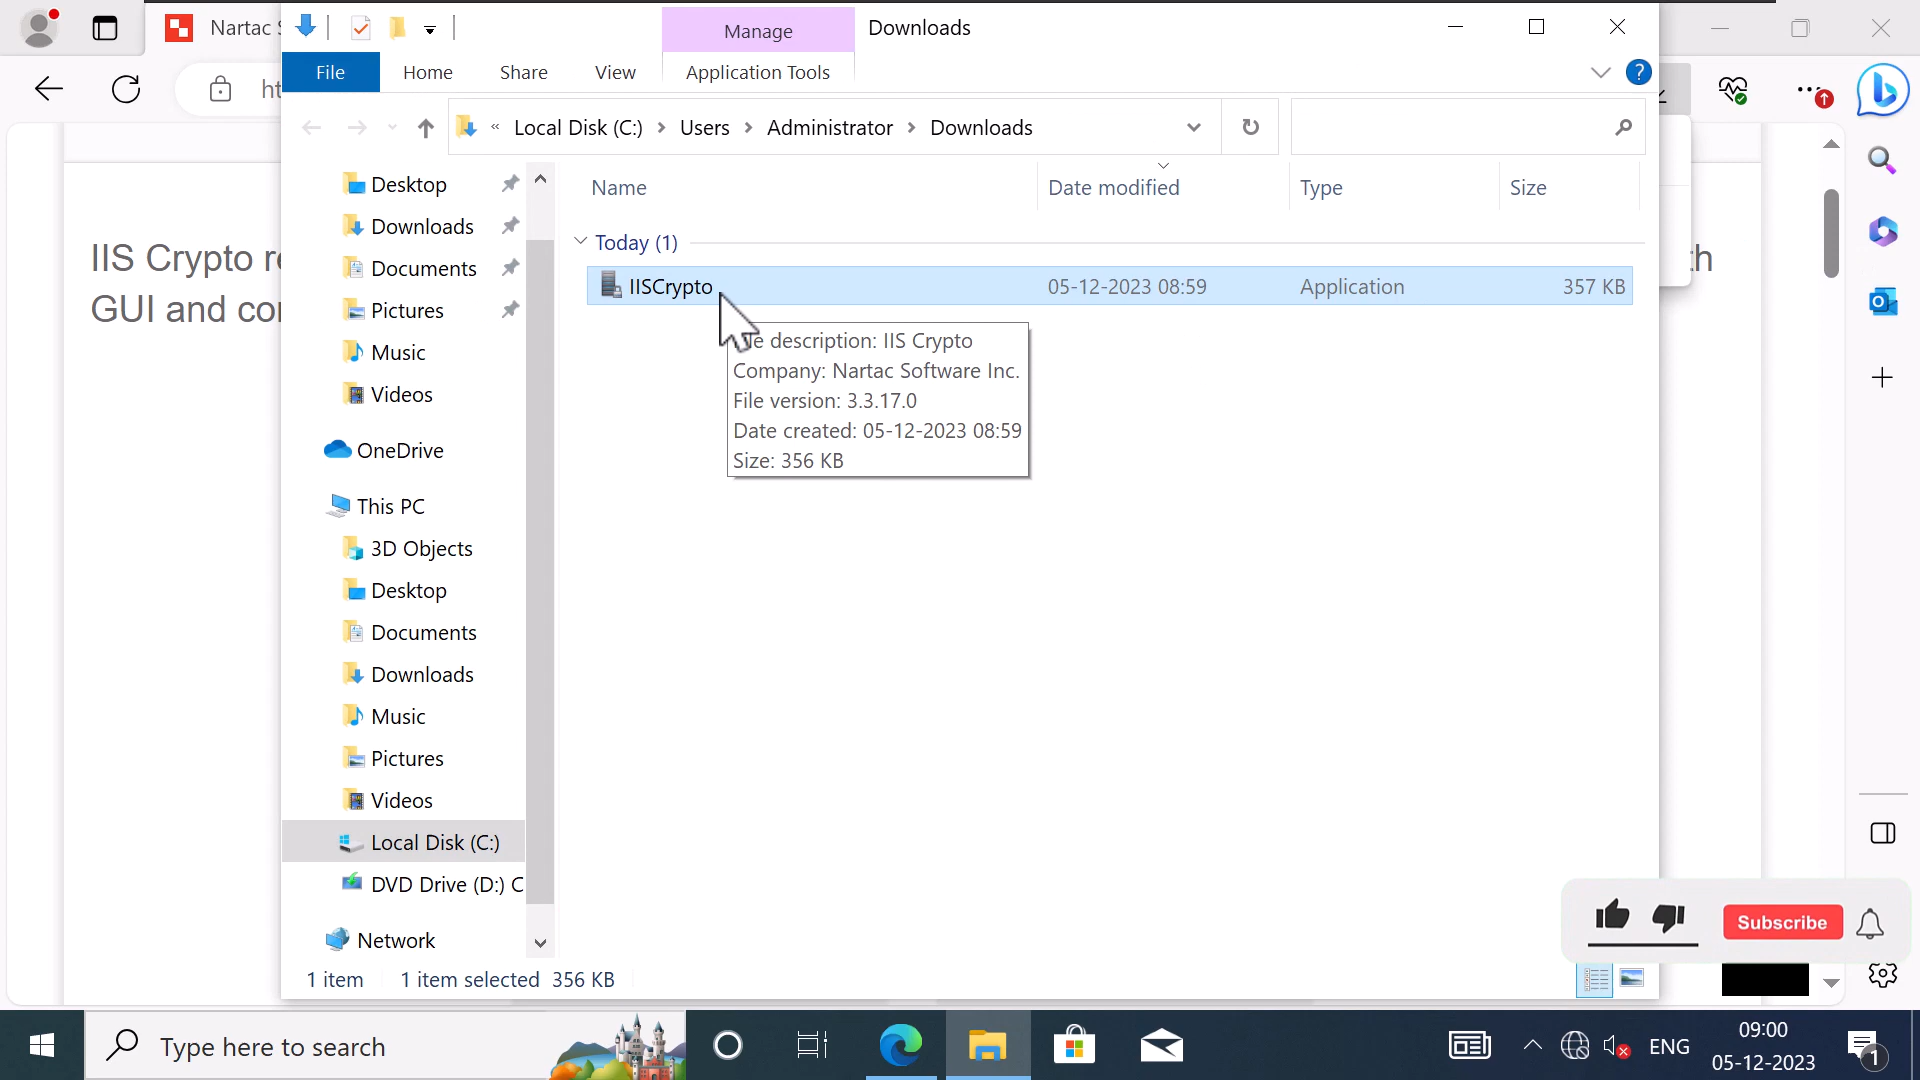 Nartac S
Manage
Downloads
File
Home
Share
View
Application Tools
?
ht
« Local Disk (C:) > Users > Administrator > Downloads
Name
Date modified
Type
Size
Today (1)
IISCrypto
05-12-2023 08:59
Application
357 KB
File description: IIS Crypto
Company: Nartac Software Inc.
File version: 3.3.17.0
Date created: 05-12-2023 08:59
Size: 356 KB
IIS Crypto re
th
GUI and co
Desktop
Downloads
Documents
Pictures
Music
Videos
OneDrive
This PC
3D Objects
Desktop
Documents
Downloads
Music
Pictures
Videos
Local Disk (C:)
DVD Drive (D:) C
Network
1 item
1 item selected 356 KB
Subscribe
Type here to search
ENG
09:00
05-12-2023
1